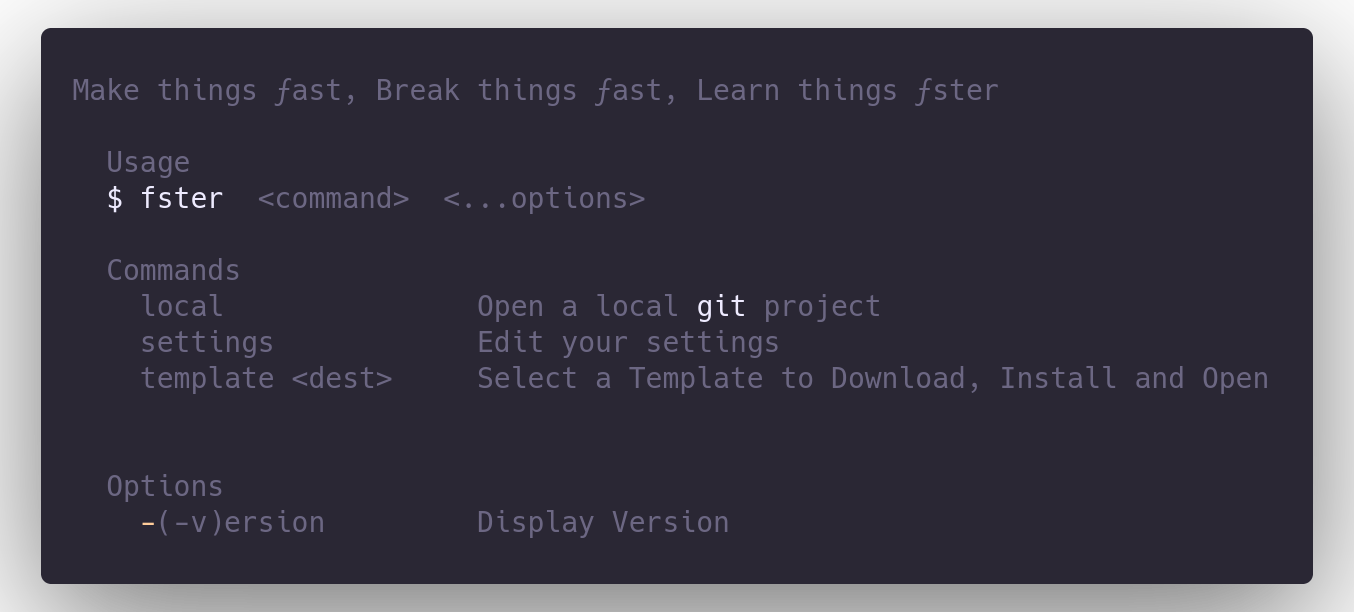 Make things ƒast, Break things ƒast, Learn things ƒster
Usage
$ fster  <command>  <...options>
Commands
local               Open a local git project
settings            Edit your settings
template <dest>     Select a Template to Download, Install and Open
Options
-(-v)ersion         Display Version